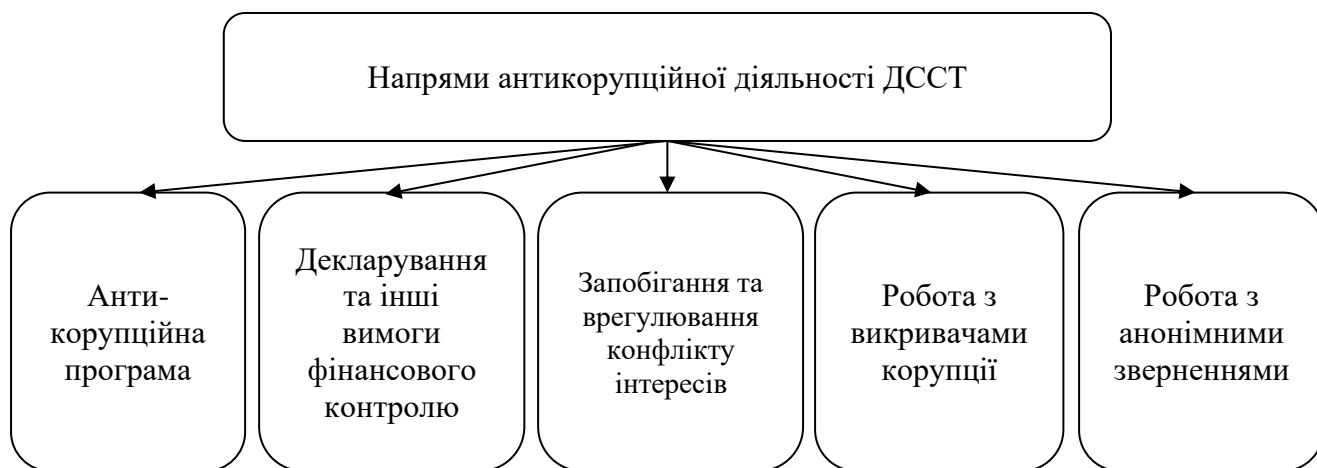 Напрями антикорупційної діяльності ДССТ
Анти-
корупційна
програма
Декларування
та інші
вимоги
фінансового
контролю
Запобігання та
врегулювання
конфлікту
інтересів
Робота з
викривачами
корупції
Робота з
анонімними
зверненнями